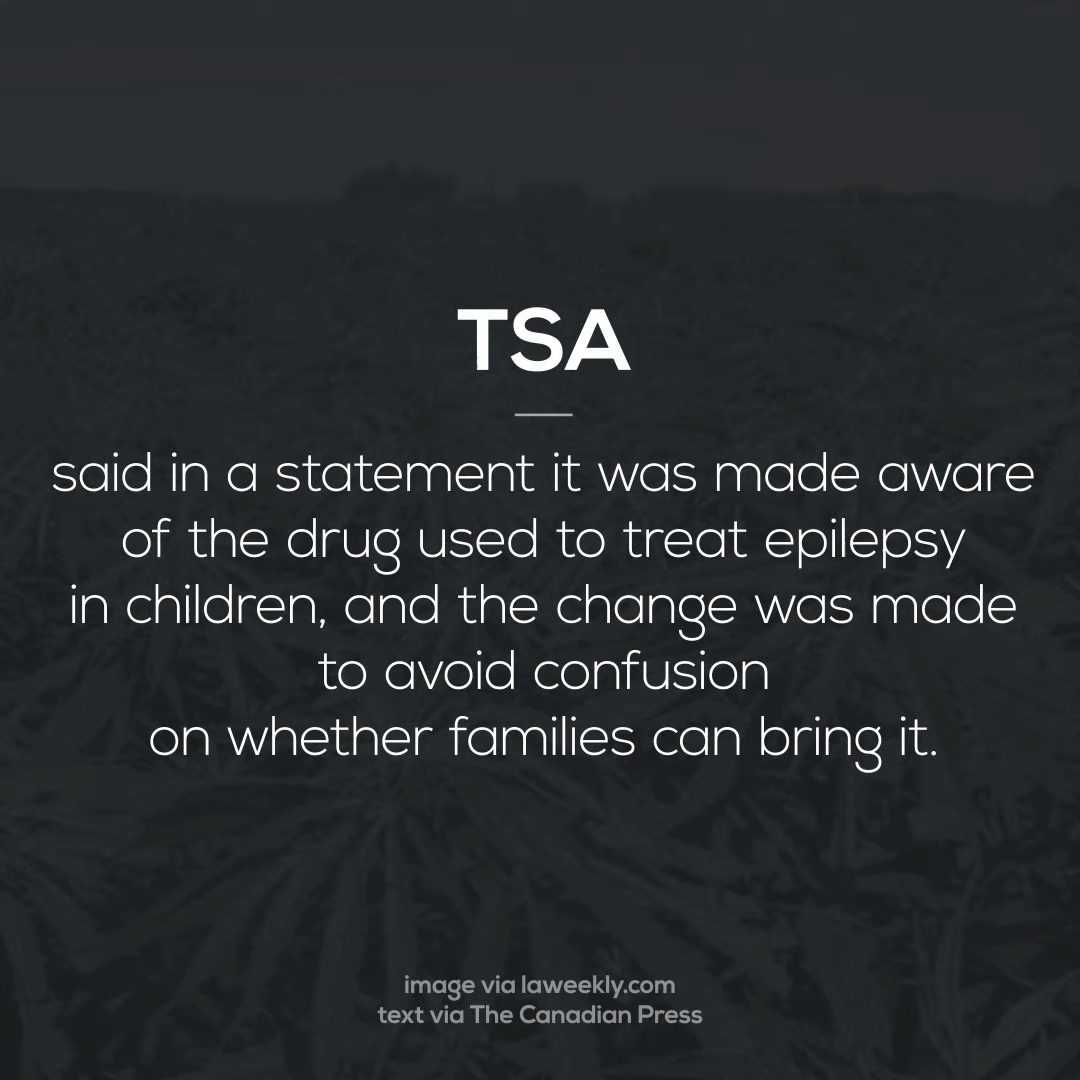 TSA
said in a statement it was made aware
of the drug used to treat epilepsy
in children, and the change was made
to avoid confusion
on whether families can bring it.
image via laweekly.com
text via The Canadian Press